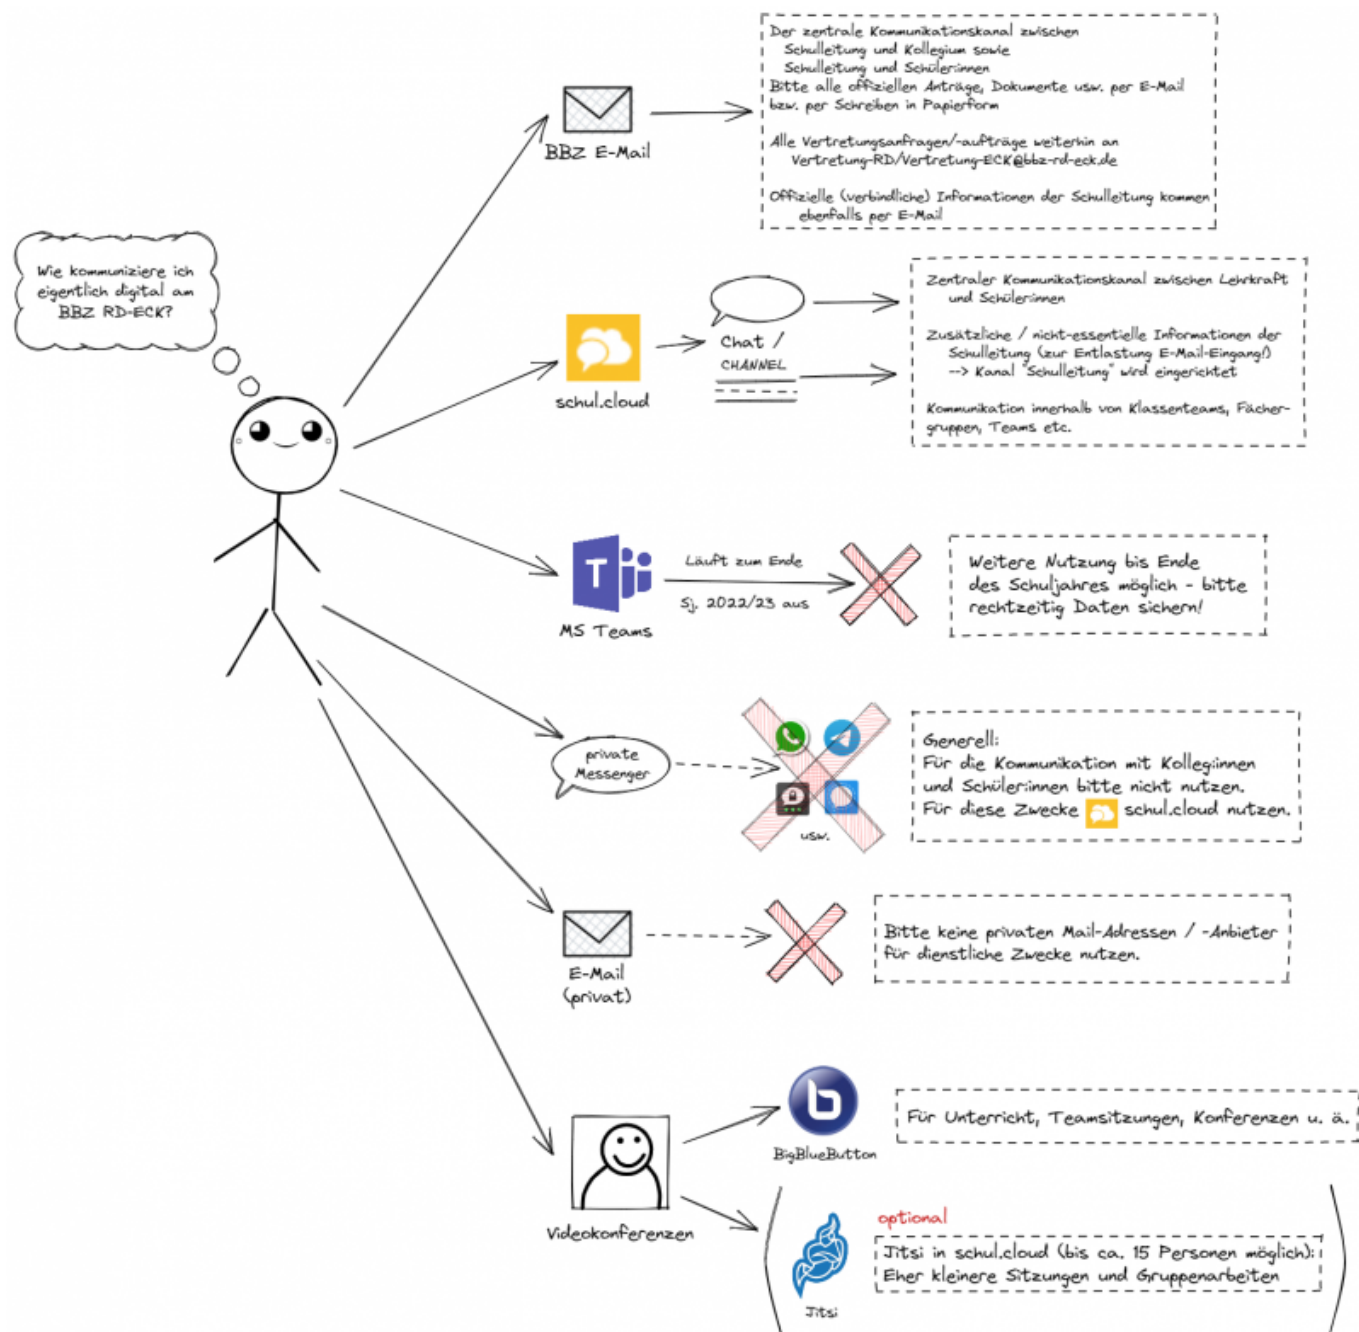 Der zentrale Kommunikationskanal zwischen
Schulleitung und Kollegium sowie
Schulleitung und Schüler:innen
Bitte alle offiziellen Anträge, Dokumente usw. per E-Mail
bzw. per Schreiben in Papierform
Alle Vertretungsanfragen/-aufträge weiterhin an
Vertretung-RD/Vertretung-ECK@bbz-rd-eck.de
Offizielle (verbindliche) Informationen der Schulleitung kommen
ebenfalls per E-Mail
BBZ E-Mail
Wie kommuniziere ich
eigentlich digital am
BBZ RD-ECK?
schul.cloud
Chat /
CHANNEL
Zentraler Kommunikationskanal zwischen Lehrkraft
und Schüler:innen
Zusätzliche / nicht-essentielle Informationen der
Schulleitung (zur Entlastung E-Mail-Eingang!)
--> Kanal "Schulleitung" wird eingerichtet
Kommunikation innerhalb von Klassenteams, Fächer-
gruppen, Teams etc.
T
MS Teams
Läuft zum Ende
Sj. 2022/23 aus
Weitere Nutzung bis Ende
des Schuljahres möglich - bitte
rechtzeitig Daten sichern!
private
Messenger
usw.
Generell:
Für die Kommunikation mit Kolleg:innen
und Schüler:innen bitte nicht nutzen.
Für diese Zwecke schul.cloud nutzen.
E-Mail
(privat)
Bitte keine privaten Mail-Adressen / -Anbieter
für dienstliche Zwecke nutzen.
Videokonferenzen
b
BigBlueButton
Für Unterricht, Teamsitzungen, Konferenzen u. ä.
optional
Jitsi in schul.cloud (bis ca. 15 Personen möglich):
Eher kleinere Sitzungen und Gruppenarbeiten
Jitsi